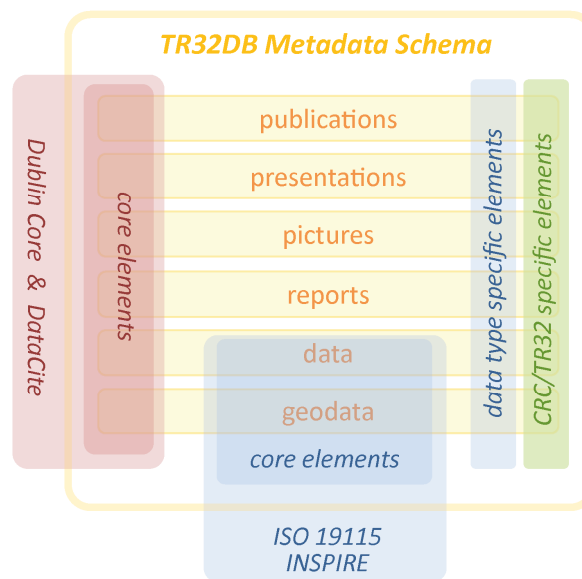 TR32DB Metadata Schema
Dublin Core & DataCite
core elements
publications
presentations
pictures
reports
data
geodata
core elements
ISO 19115
INSPIRE
data type specific elements
CRC/TR32 specific elements